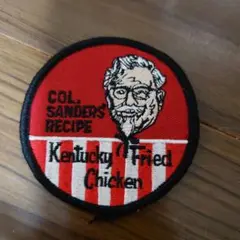 COL.
SANDERS'
RECIPE
Kentucky Fried
Chicken